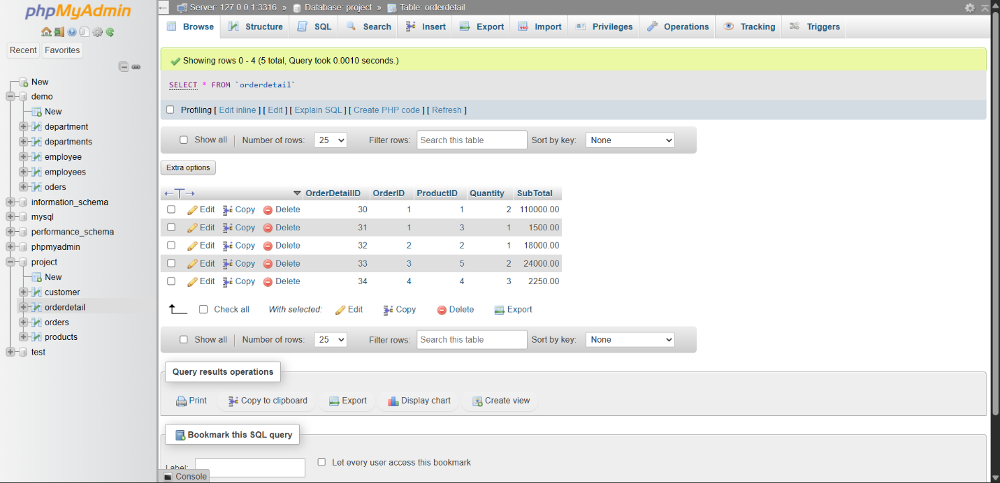 phpMyAdmin
Recent Favorites
New
demo
New
department
departments
employee
employees
oders
information_schema
mysql
performance_schema
phpmyadmin
project
New
customer
orderdetail
orders
products
test
Server: 127.0.0.1:3316 » Database: project » Table: orderdetail
Browse Structure SQL Search Insert Export Import Privileges Operations Tracking Triggers
Showing rows 0 - 4 (5 total, Query took 0.0010 seconds.)
SELECT * FROM `orderdetail`
Profiling [ Edit inline ] [ Edit ] [ Explain SQL ] [ Create PHP code ] [ Refresh ]
Show all Number of rows: 25 Filter rows: Search this table Sort by key: None
Extra options
OrderDetailID OrderID ProductID Quantity SubTotal
Edit Copy Delete 30 1 1 2 110000.00
Edit Copy Delete 31 1 3 1 1500.00
Edit Copy Delete 32 2 2 1 18000.00
Edit Copy Delete 33 3 5 2 24000.00
Edit Copy Delete 34 4 4 3 2250.00
Check all With selected: Edit Copy Delete Export
Show all Number of rows: 25 Filter rows: Search this table Sort by key: None
Query results operations
Print Copy to clipboard Export Display chart Create view
Bookmark this SQL query
Label: Let every user access this bookmark
Console